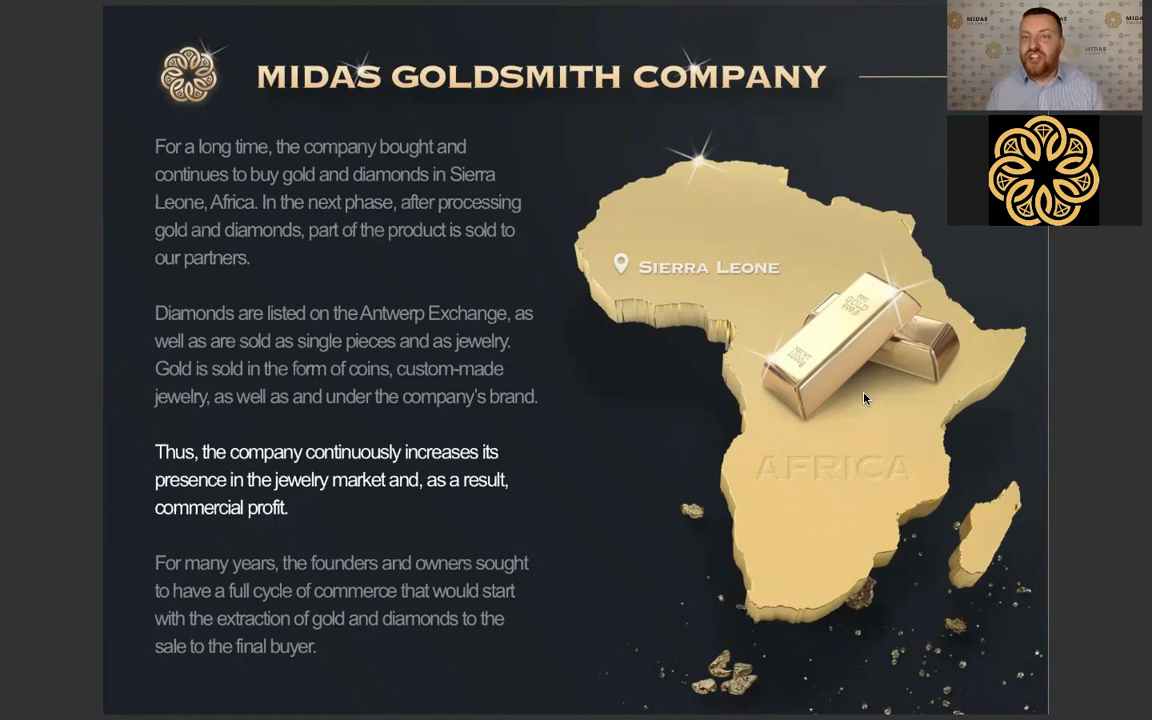 MIDAS GOLDSMITH COMPANY
For a long time, the company bought and
continues to buy gold and diamonds in Sierra
Leone, Africa. In the next phase, after processing
gold and diamonds, part of the product is sold to
our partners.
Diamonds are listed on the Antwerp Exchange, as
well as are sold as single pieces and as jewelry.
Gold is sold in the form of coins, custom-made
jewelry, as well as and under the company's brand.
Thus, the company continuously increases its
presence in the jewelry market and, as a result,
commercial profit.
For many years, the founders and owners sought
to have a full cycle of commerce that would start
with the extraction of gold and diamonds to the
sale to the final buyer.
SIERRA LEONE
GOLD
999.9
1000g
AFRICA
MIDAS
MIDAS